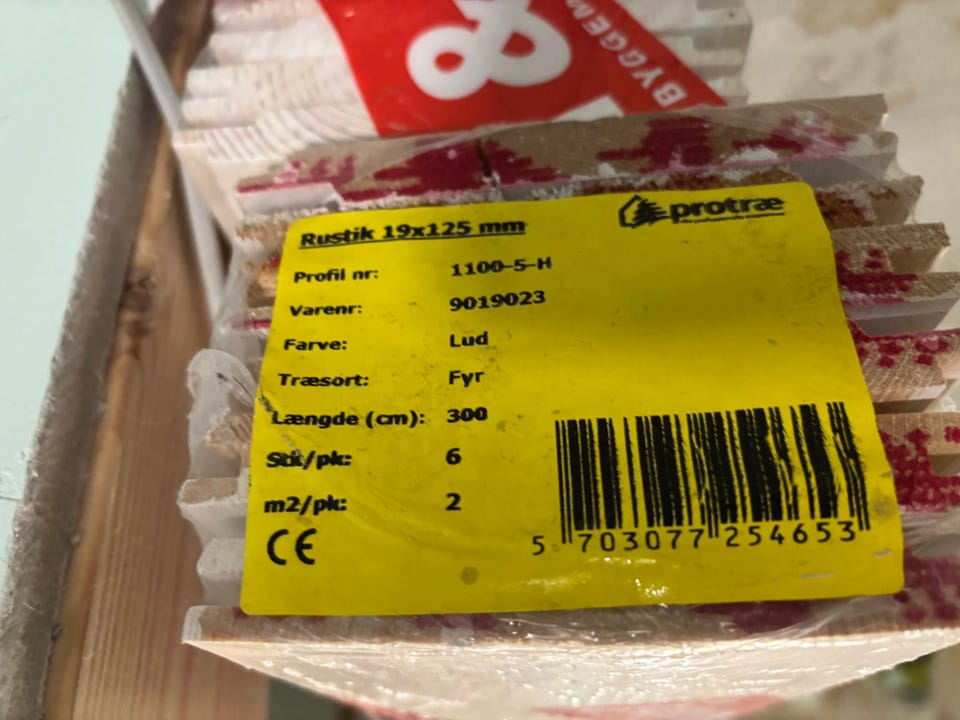 8
BYGGEM
Rustik 19x125 mm
protræ
Profil nr: 1100-5-H
Varenr: 9019023
Farve: Lud
Træsort: Fyr
Længde (cm): 300
Stk/pk: 6
m2/pk: 2
CE
5 703077 254653